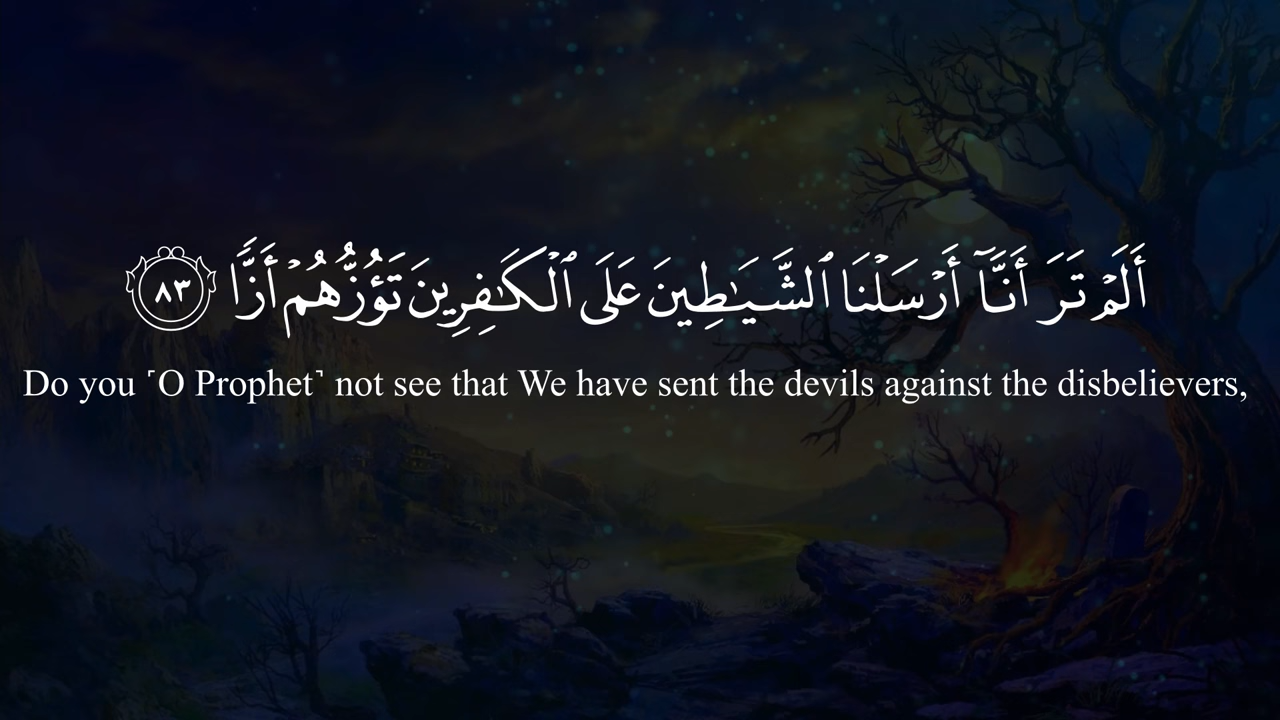 أَلَمۡ تَرَ أَنَّآ أَرۡسَلۡنَا ٱلشَّيَٰطِينَ عَلَى ٱلۡكَٰفِرِينَ تَؤُزُّهُمۡ أَزّٗا ٨٣
Do you ˹O Prophet˺ not see that We have sent the devils against the disbelievers,